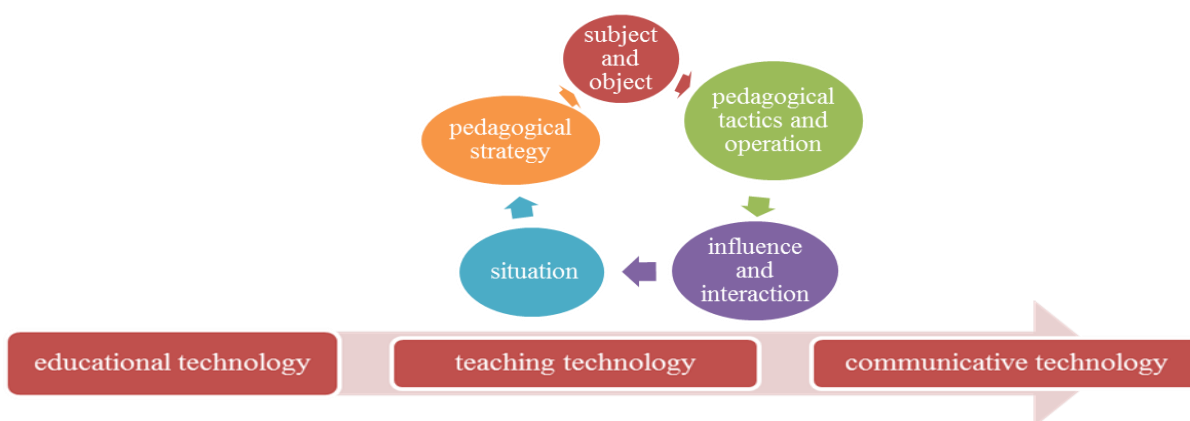 subject
and
object
pedagogical
tactics and
operation
influence
and
interaction
situation
pedagogical
strategy
educational technology
teaching technology
communicative technology